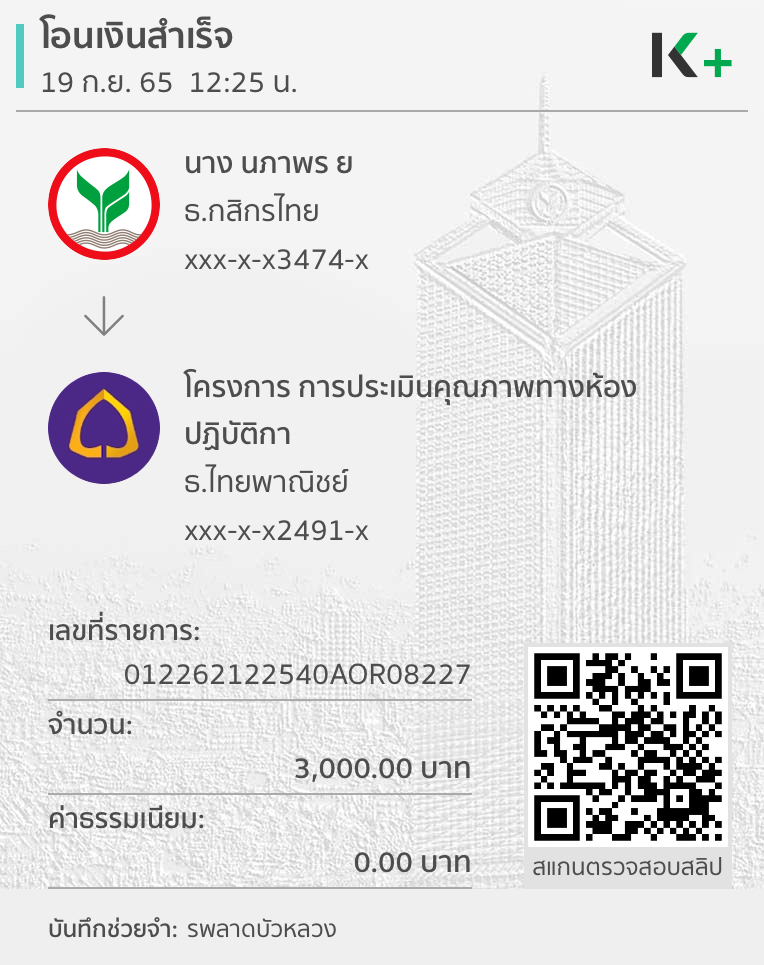 โอนเงินสำเร็จ
19 ก.ย. 65 12:25 น.
K+
นาง นภาพร ย
ธ.กสิกรไทย
xxx-x-x3474-x
โครงการ การประเมินคุณภาพทางห้อง
ปฏิบัติกา
ธ.ไทยพาณิชย์
xxx-x-x2491-x
เลขที่รายการ:
012262122540AOR08227
จำนวน:
3,000.00 บาท
ค่าธรรมเนียม:
0.00 บาท
สแกนตรวจสอบสลิป
บันทึกช่วยจำ: รพลาดบัวหลวง